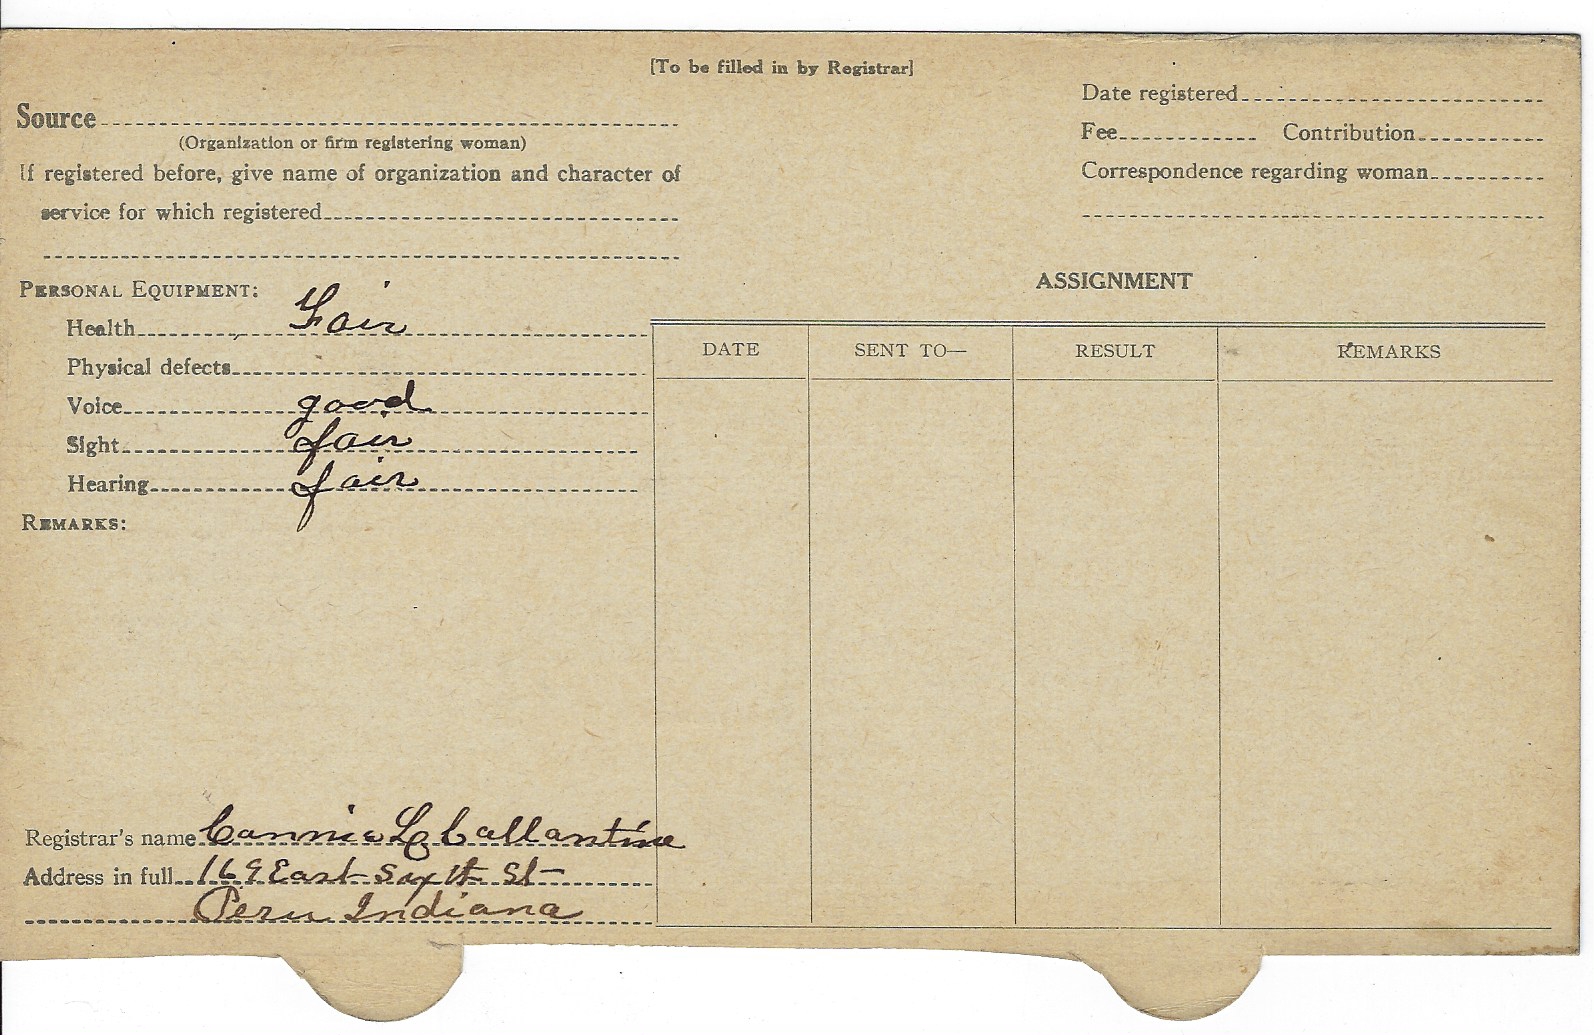 [To be filled in by Registrar]
Source
(Organization or firm registering woman)
If registered before, give name of organization and character of
service for which registered
Date registered
Fee Contribution
Correspondence regarding woman
PERSONAL EQUIPMENT:
Health Fair
Physical defects
Voice good
Sight fair
Hearing fair
REMARKS:
ASSIGNMENT
DATE SENT TO— RESULT REMARKS
Registrar's name Cannie L Callantine
Address in full 169 East Sixth St
Peru Indiana